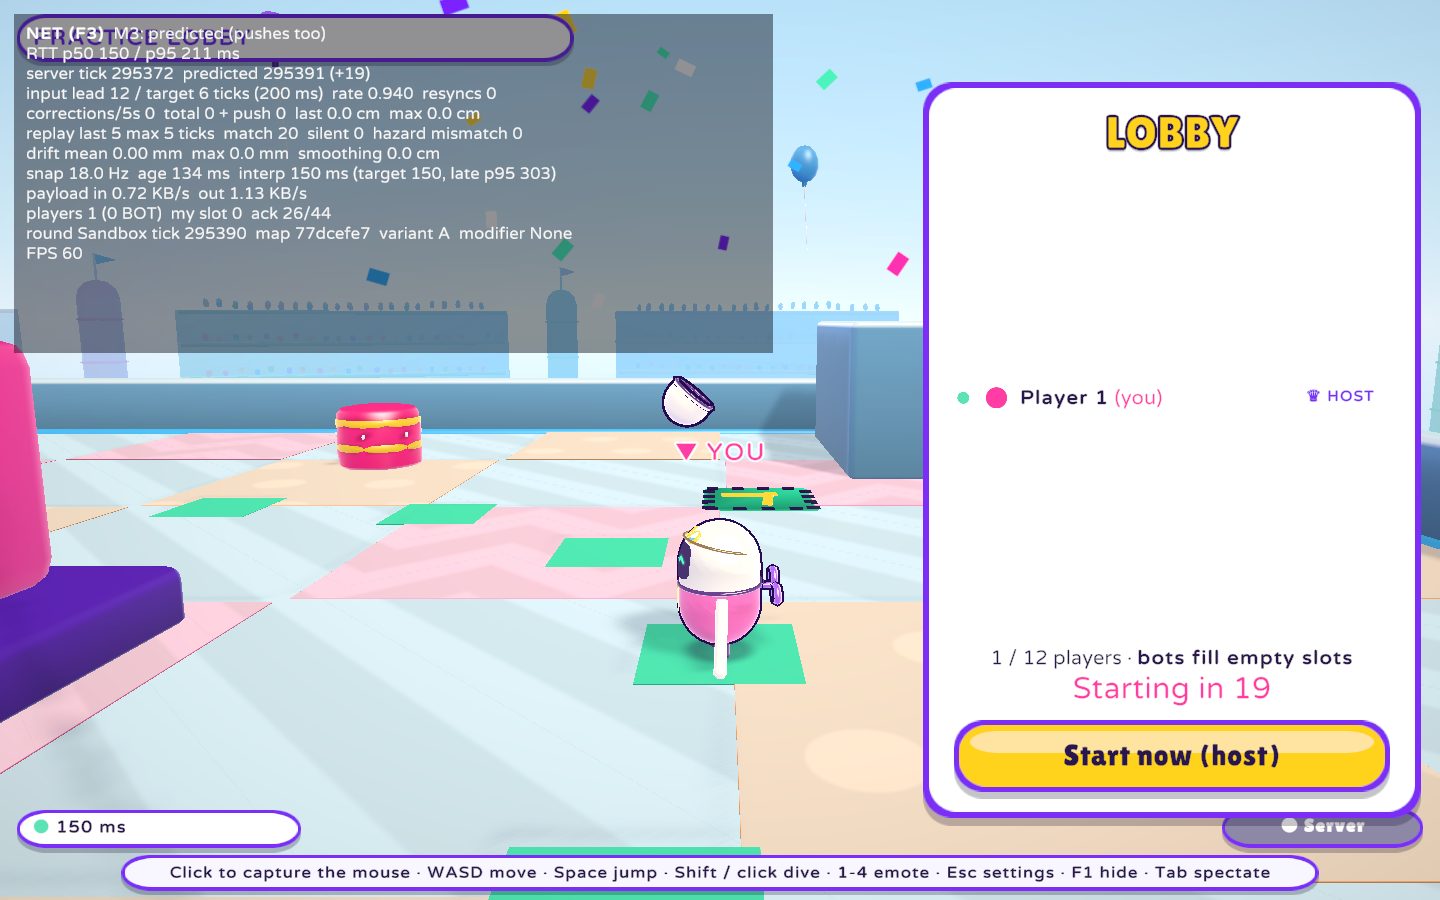 PRACTICE LOBBY
NET (F3)  M3: predicted (pushes too)
RTT p50 150 / p95 211 ms
server tick 295372  predicted 295391 (+19)
input lead 12 / target 6 ticks (200 ms)  rate 0.940  resyncs 0
corrections/5s 0  total 0 + push 0  last 0.0 cm  max 0.0 cm
replay last 5 max 5 ticks  match 20  silent 0  hazard mismatch 0
drift mean 0.00 mm  max 0.0 mm  smoothing 0.0 cm
snap 18.0 Hz  age 134 ms  interp 150 ms (target 150, late p95 303)
payload in 0.72 KB/s  out 1.13 KB/s
players 1 (0 BOT)  my slot 0  ack 26/44
round Sandbox tick 295390  map 77dcefe7  variant A  modifier None
FPS 60
LOBBY
Player 1 (you)
HOST
YOU
1 / 12 players · bots fill empty slots
Starting in 19
Start now (host)
150 ms
Server
Click to capture the mouse · WASD move · Space jump · Shift / click dive · 1-4 emote · Esc settings · F1 hide · Tab spectate